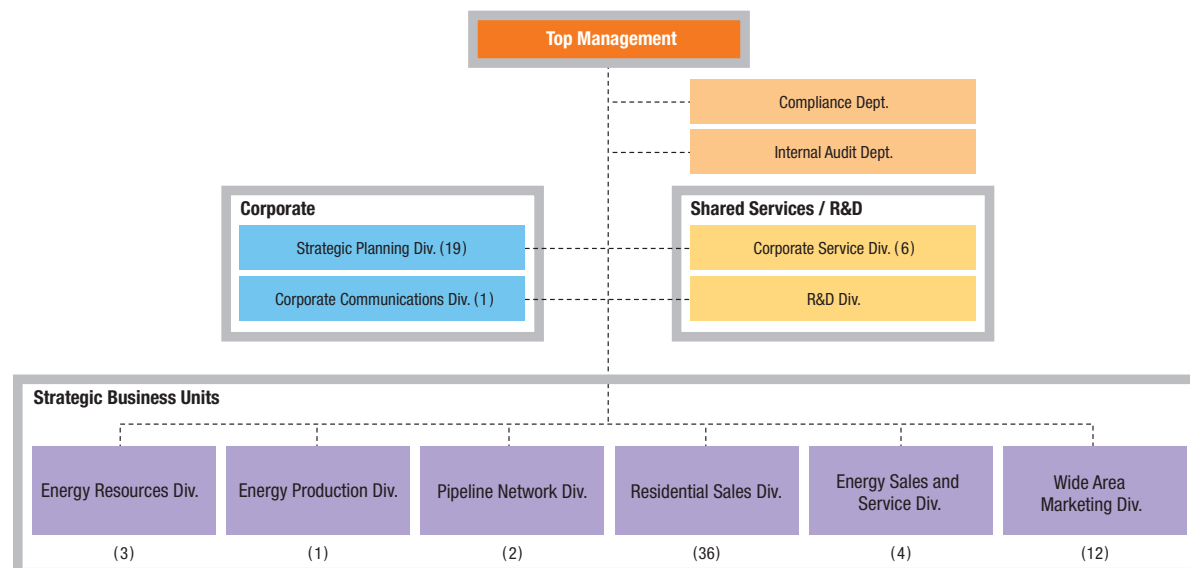 Top Management
Compliance Dept.
Internal Audit Dept.
Corporate
Strategic Planning Div. (19)
Corporate Communications Div. (1)
Shared Services / R&D
Corporate Service Div. (6)
R&D Div.
Strategic Business Units
Energy Resources Div.
(3)
Energy Production Div.
(1)
Pipeline Network Div.
(2)
Residential Sales Div.
(36)
Energy Sales and
Service Div.
(4)
Wide Area
Marketing Div.
(12)